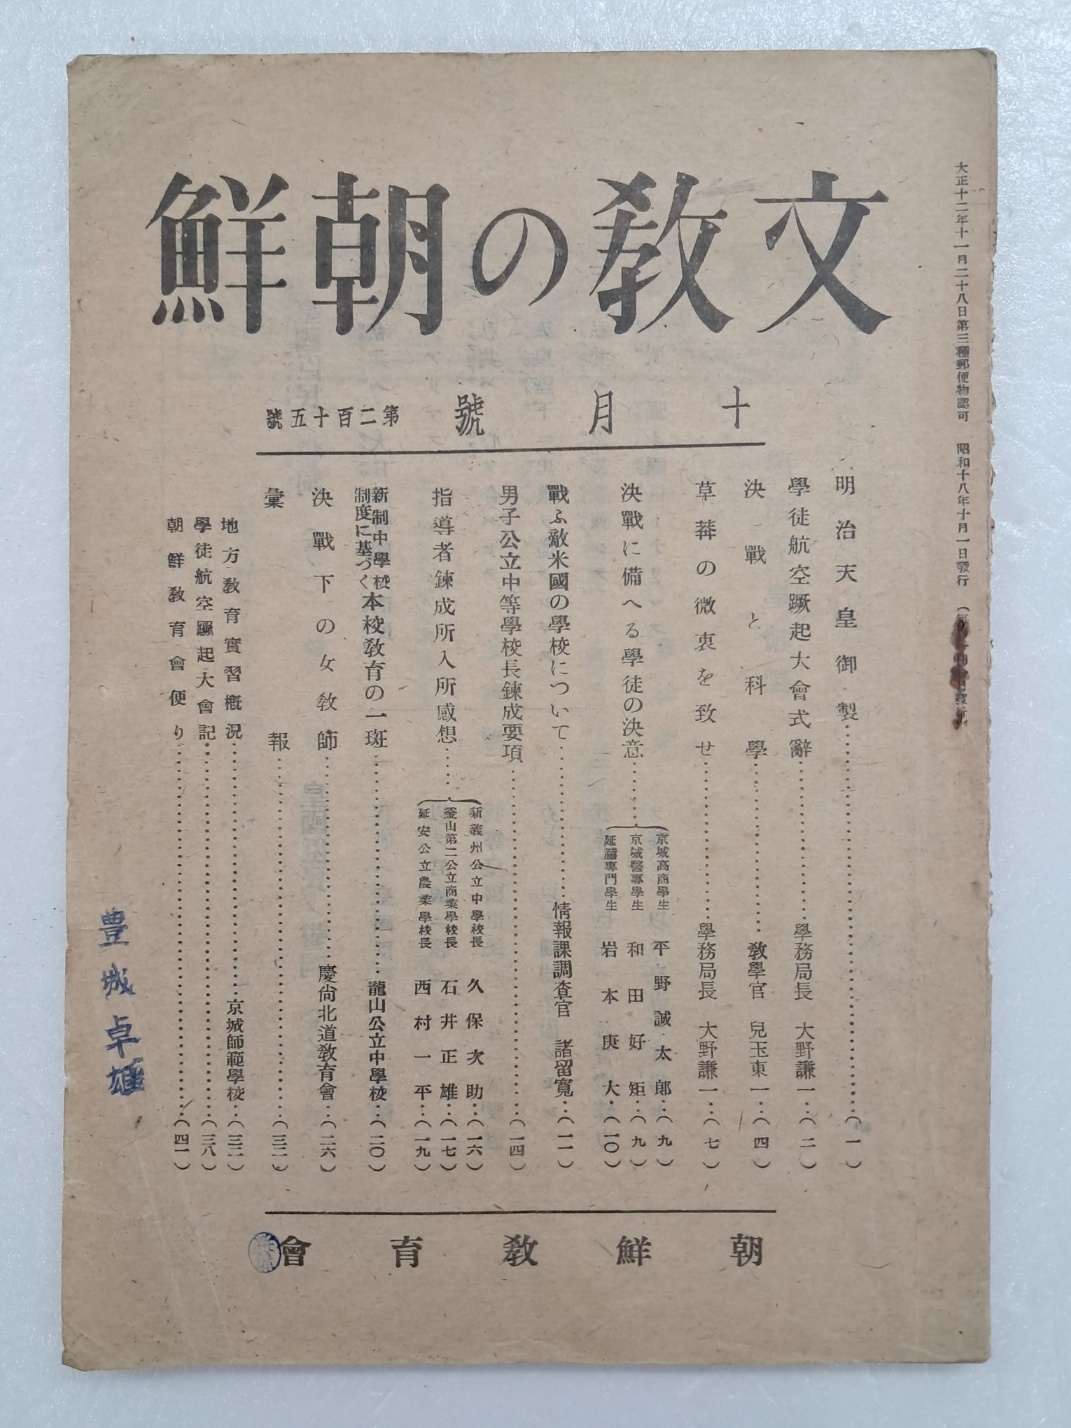 文教の朝鮮
十月號 第二百十五號
大正十二年十一月二十八日第三種郵便物認可 昭和十八年十月一日發行
明治天皇御製…(一)
學徒航空蹶起大會式辭…學務局長 大野謙一…(二)
決戰と科學…教學官 兒玉東一…(四)
草莽の微衷を致せ…學務局長 大野謙一…(七)
決戰に備へる學徒の決意…
京城高商學生 平野誠太郎…(九)
京城醫專學生 和田好矩…(九)
延禧專門學生 岩本庚大…(一〇)
戰ふ敵米國の學校について…情報課調査官 諸留寛…(一一)
男子公立中等學校長錬成要項…(一四)
指導者錬成所入所感想…
新義州公立中學校長 久保次助…(一六)
釜山第二公立商業學校長 石井正雄…(一七)
延安公立農業學校長 西村一平…(一九)
新制中學校制度に基づく本校教育の一斑…龍山公立中學校…(二〇)
決戰下の女教師…慶尙北道教育會…(二六)
彙報…(三二)
地方教育實習概況…京城師範學校…(三二)
學徒航空蹶起大會記…(三八)
朝鮮教育會便り…(四一)
朝鮮教育會
豊城卓雄